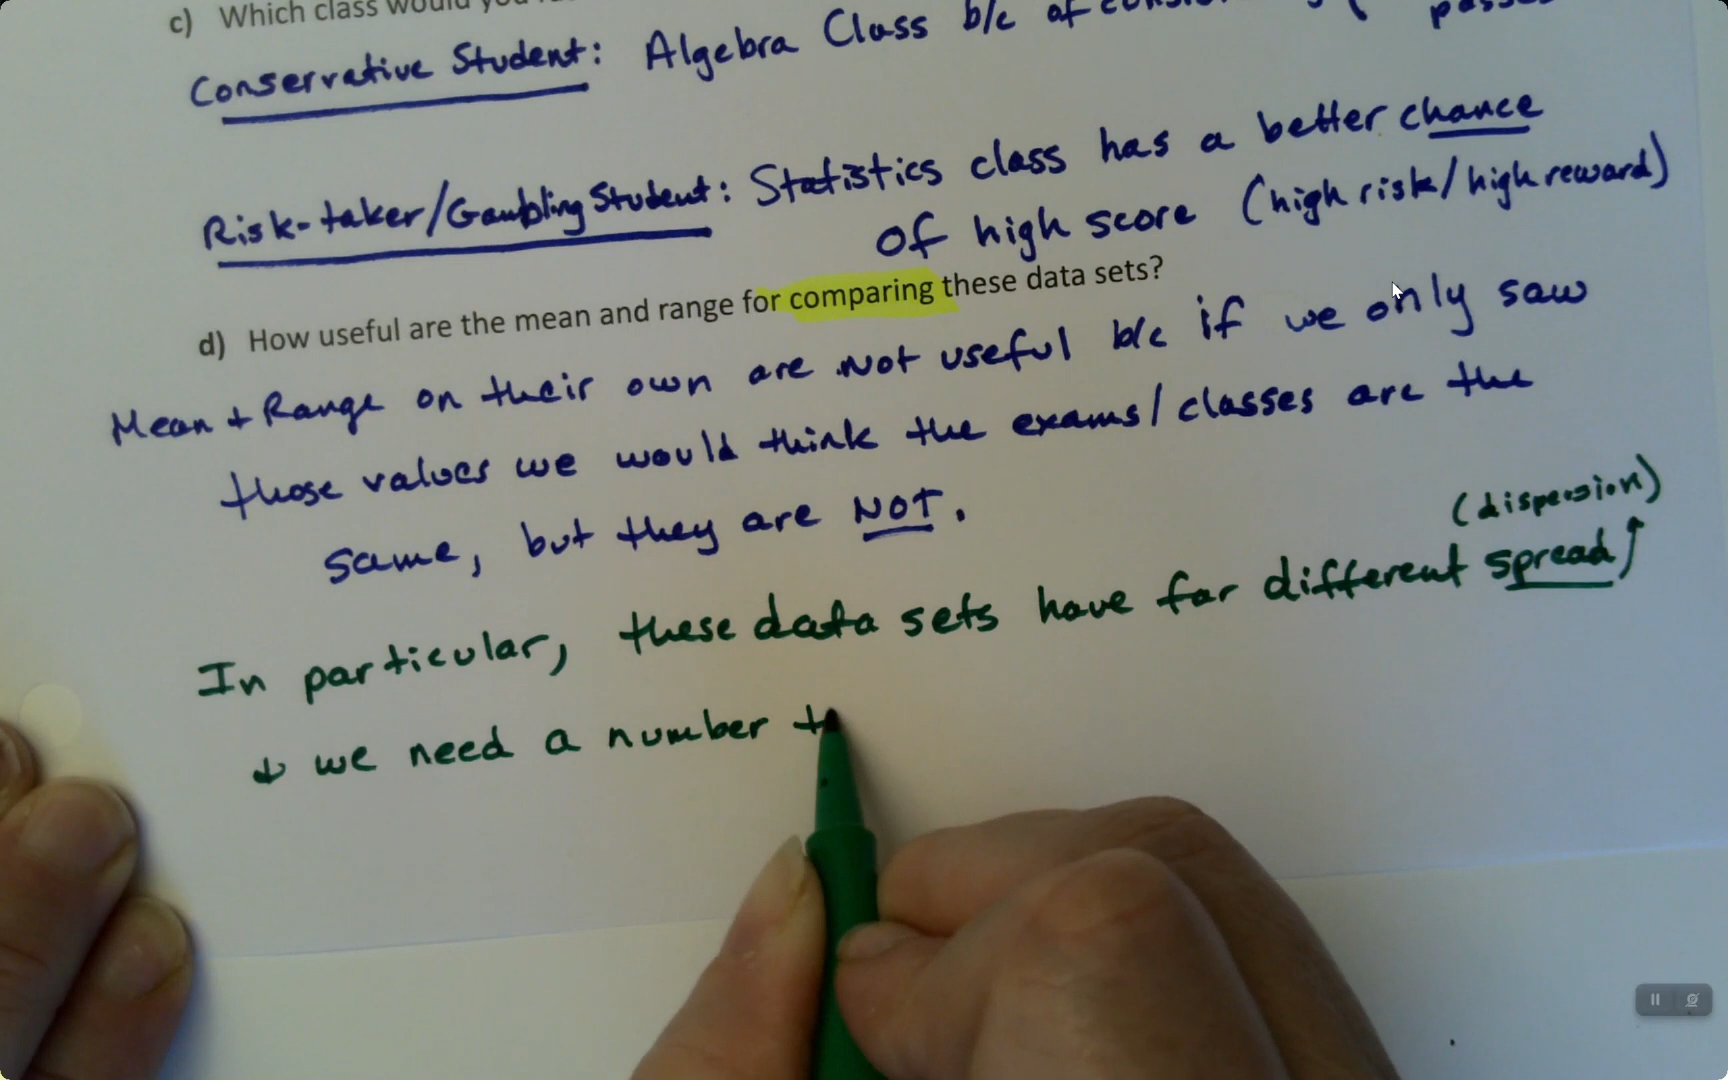 c) Which class would you
Conservative Student: Algebra Class b/c of
Risk-taker/Gambling Student: Statistics class has a better chance
of high score (high risk/high reward)
d) How useful are the mean and range for comparing these data sets?
Mean + Range on their own are Not useful b/c if we only saw
those values we would think the exams/classes are the
same, but they are NOT.
(dispersion)
In particular, these data sets have far different spread
+ we need a number